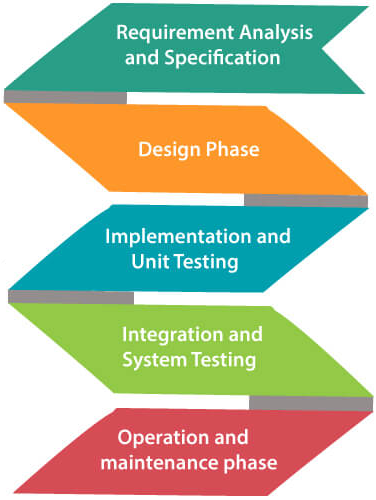 Requirement Analysis
and Specification
Design Phase
Implementation and
Unit Testing
Integration and
System Testing
Operation and
maintenance phase